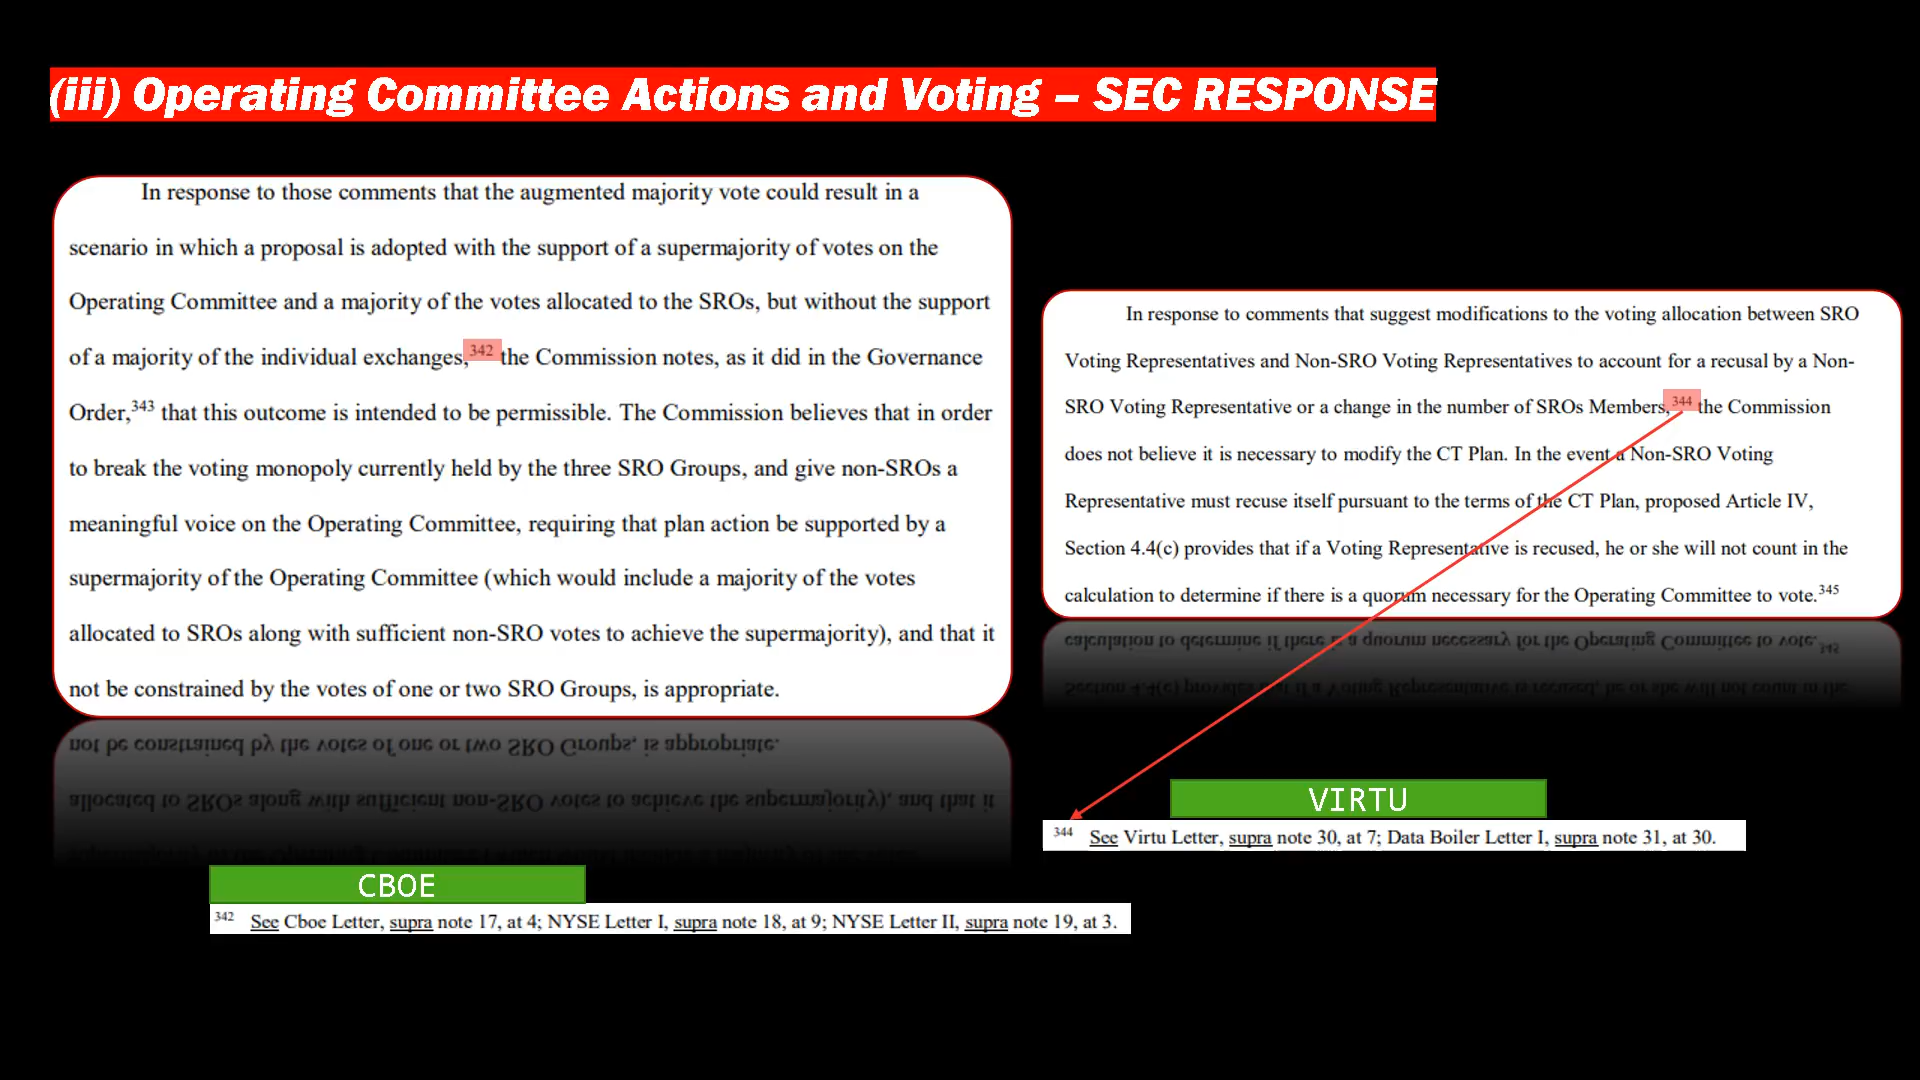 (iii) Operating Committee Actions and Voting – SEC RESPONSE
In response to those comments that the augmented majority vote could result in a
scenario in which a proposal is adopted with the support of a supermajority of votes on the
Operating Committee and a majority of the votes allocated to the SROs, but without the support
of a majority of the individual exchanges,342 the Commission notes, as it did in the Governance
Order,343 that this outcome is intended to be permissible. The Commission believes that in order
to break the voting monopoly currently held by the three SRO Groups, and give non-SROs a
meaningful voice on the Operating Committee, requiring that plan action be supported by a
supermajority of the Operating Committee (which would include a majority of the votes
allocated to SROs along with sufficient non-SRO votes to achieve the supermajority), and that it
not be constrained by the votes of one or two SRO Groups, is appropriate.
CBOE
342 See Cboe Letter, supra note 17, at 4; NYSE Letter I, supra note 18, at 9; NYSE Letter II, supra note 19, at 3.
In response to comments that suggest modifications to the voting allocation between SRO
Voting Representatives and Non-SRO Voting Representatives to account for a recusal by a Non-
SRO Voting Representative or a change in the number of SROs Members,344 the Commission
does not believe it is necessary to modify the CT Plan. In the event a Non-SRO Voting
Representative must recuse itself pursuant to the terms of the CT Plan, proposed Article IV,
Section 4.4(c) provides that if a Voting Representative is recused, he or she will not count in the
calculation to determine if there is a quorum necessary for the Operating Committee to vote.345
VIRTU
344 See Virtu Letter, supra note 30, at 7; Data Boiler Letter I, supra note 31, at 30.